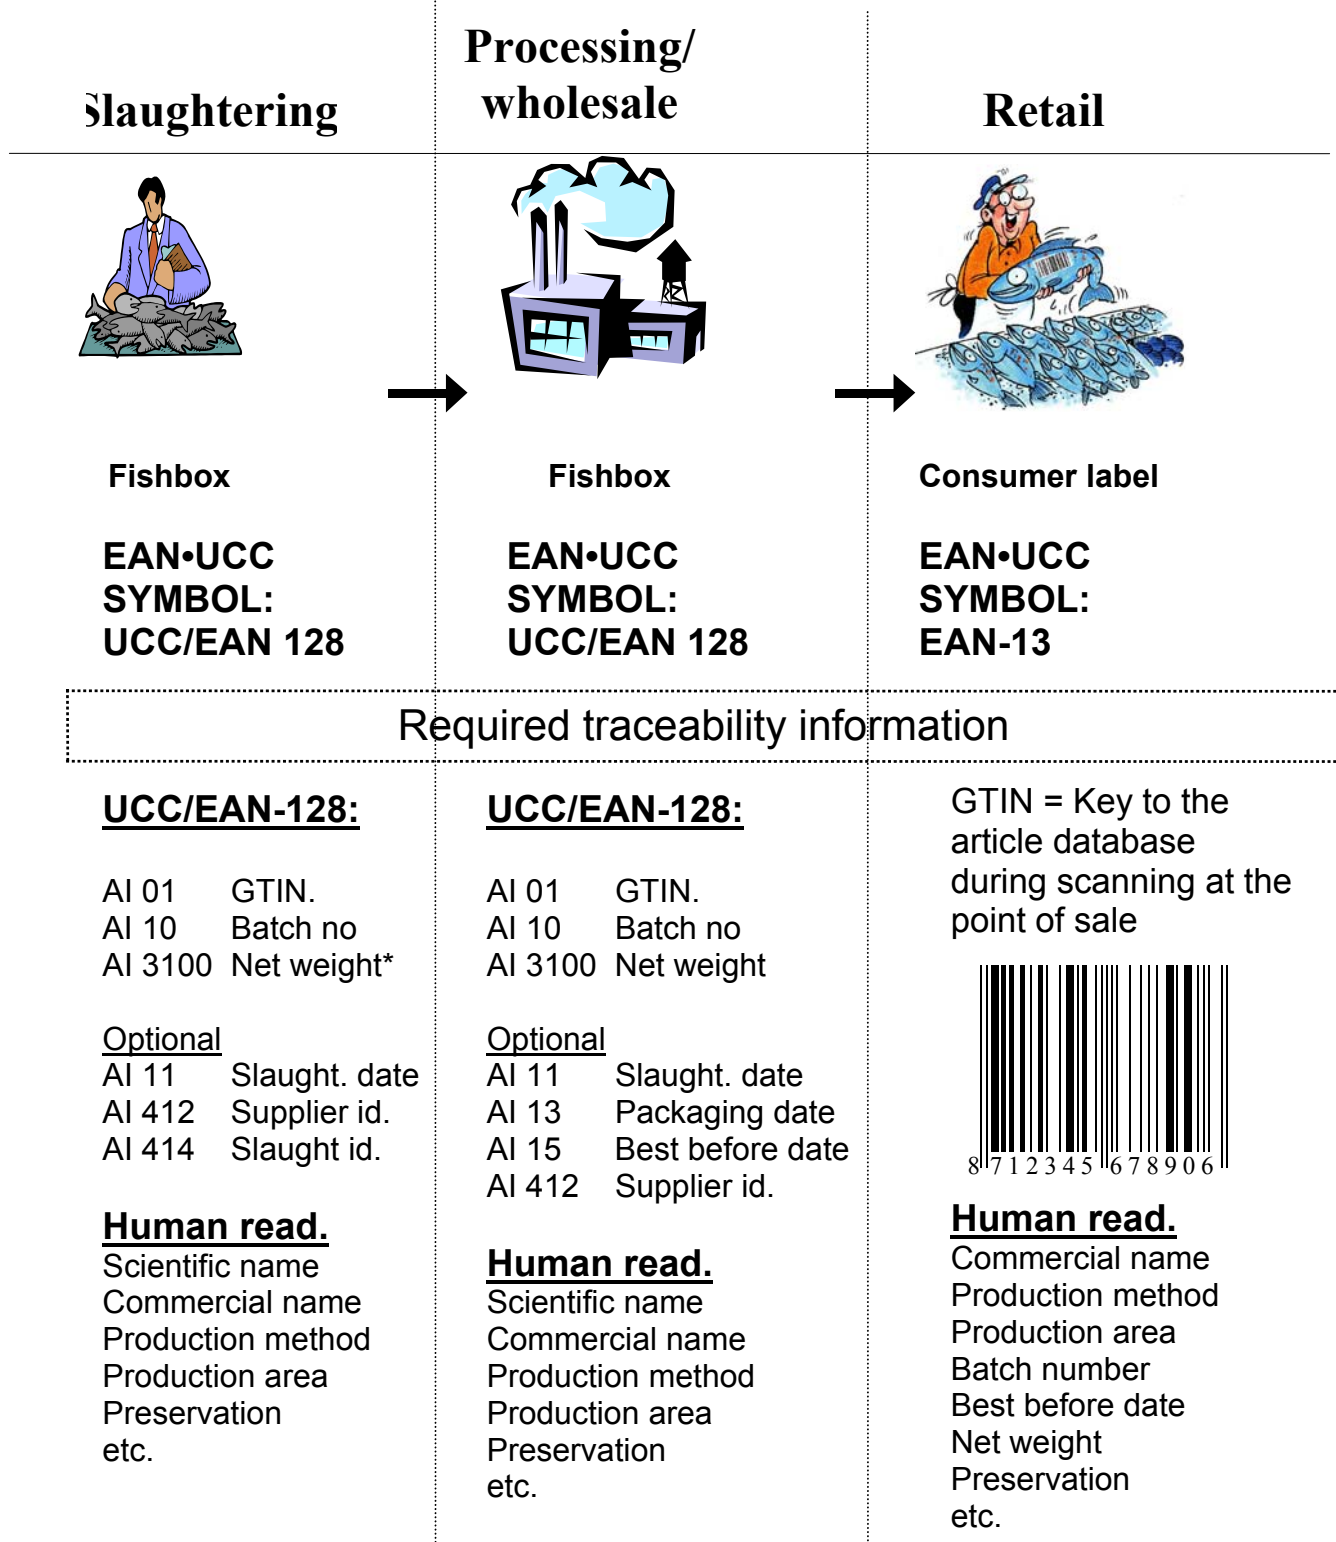 Slaughtering
Processing/
wholesale
Retail
Fishbox
EAN•UCC
SYMBOL:
UCC/EAN 128
Fishbox
EAN•UCC
SYMBOL:
UCC/EAN 128
Consumer label
EAN•UCC
SYMBOL:
EAN-13
Required traceability information
UCC/EAN-128:
AI 01 GTIN.
AI 10 Batch no
AI 3100 Net weight*
Optional
AI 11 Slaught. date
AI 412 Supplier id.
AI 414 Slaught id.
Human read.
Scientific name
Commercial name
Production method
Production area
Preservation
etc.
UCC/EAN-128:
AI 01 GTIN.
AI 10 Batch no
AI 3100 Net weight
Optional
AI 11 Slaught. date
AI 13 Packaging date
AI 15 Best before date
AI 412 Supplier id.
Human read.
Scientific name
Commercial name
Production method
Production area
Preservation
etc.
GTIN = Key to the
article database
during scanning at the
point of sale
8 712345 678906
Human read.
Commercial name
Production method
Production area
Batch number
Best before date
Net weight
Preservation
etc.